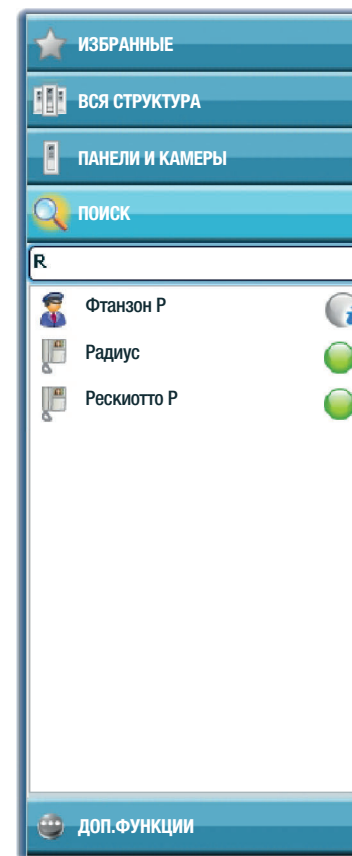 ИЗБРАННЫЕ
ВСЯ СТРУКТУРА
ПАНЕЛИ И КАМЕРЫ
ПОИСК
R
Фтанзон Р
Радиус
Рескиотто Р
ДОП.ФУНКЦИИ